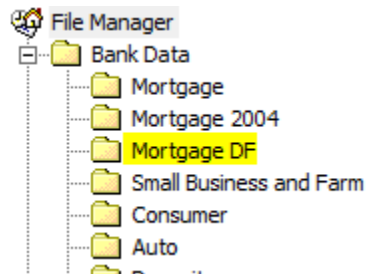 File Manager
Bank Data
Mortgage
Mortgage 2004
Mortgage DF
Small Business and Farm
Consumer
Auto